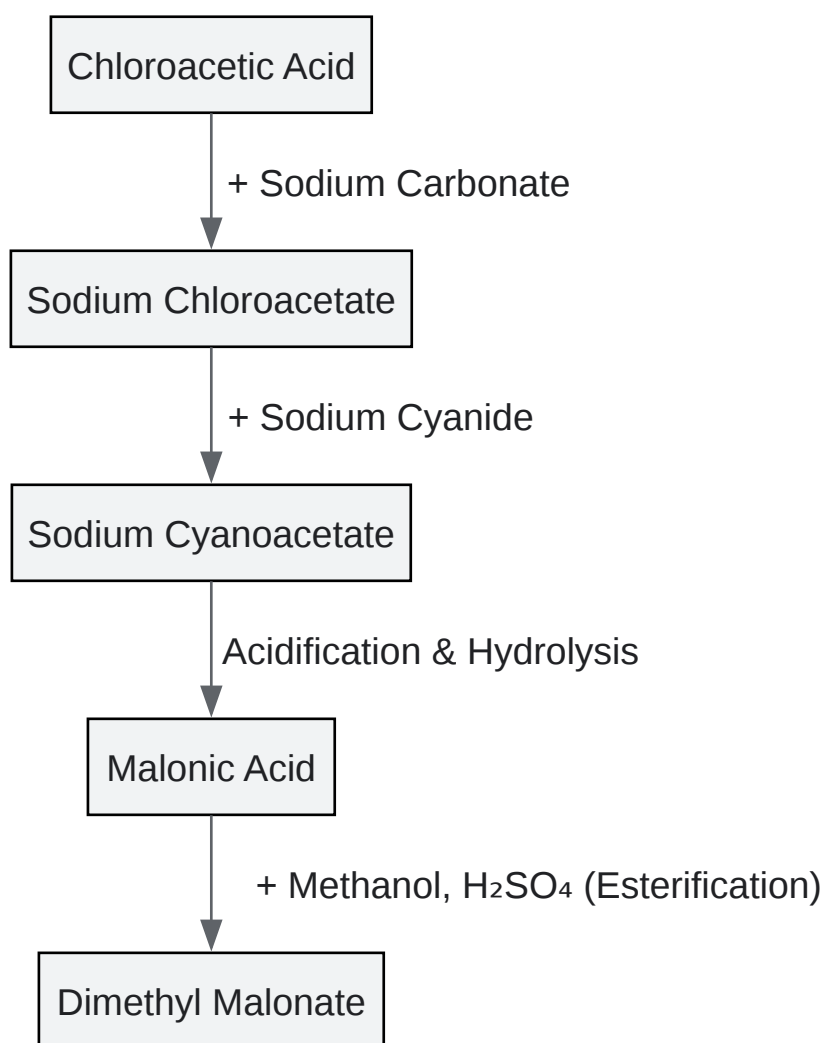 Chloroacetic Acid
+ Sodium Carbonate
Sodium Chloroacetate
+ Sodium Cyanide
Sodium Cyanoacetate
Acidification & Hydrolysis
Malonic Acid
+ Methanol, H₂SO₄ (Esterification)
Dimethyl Malonate